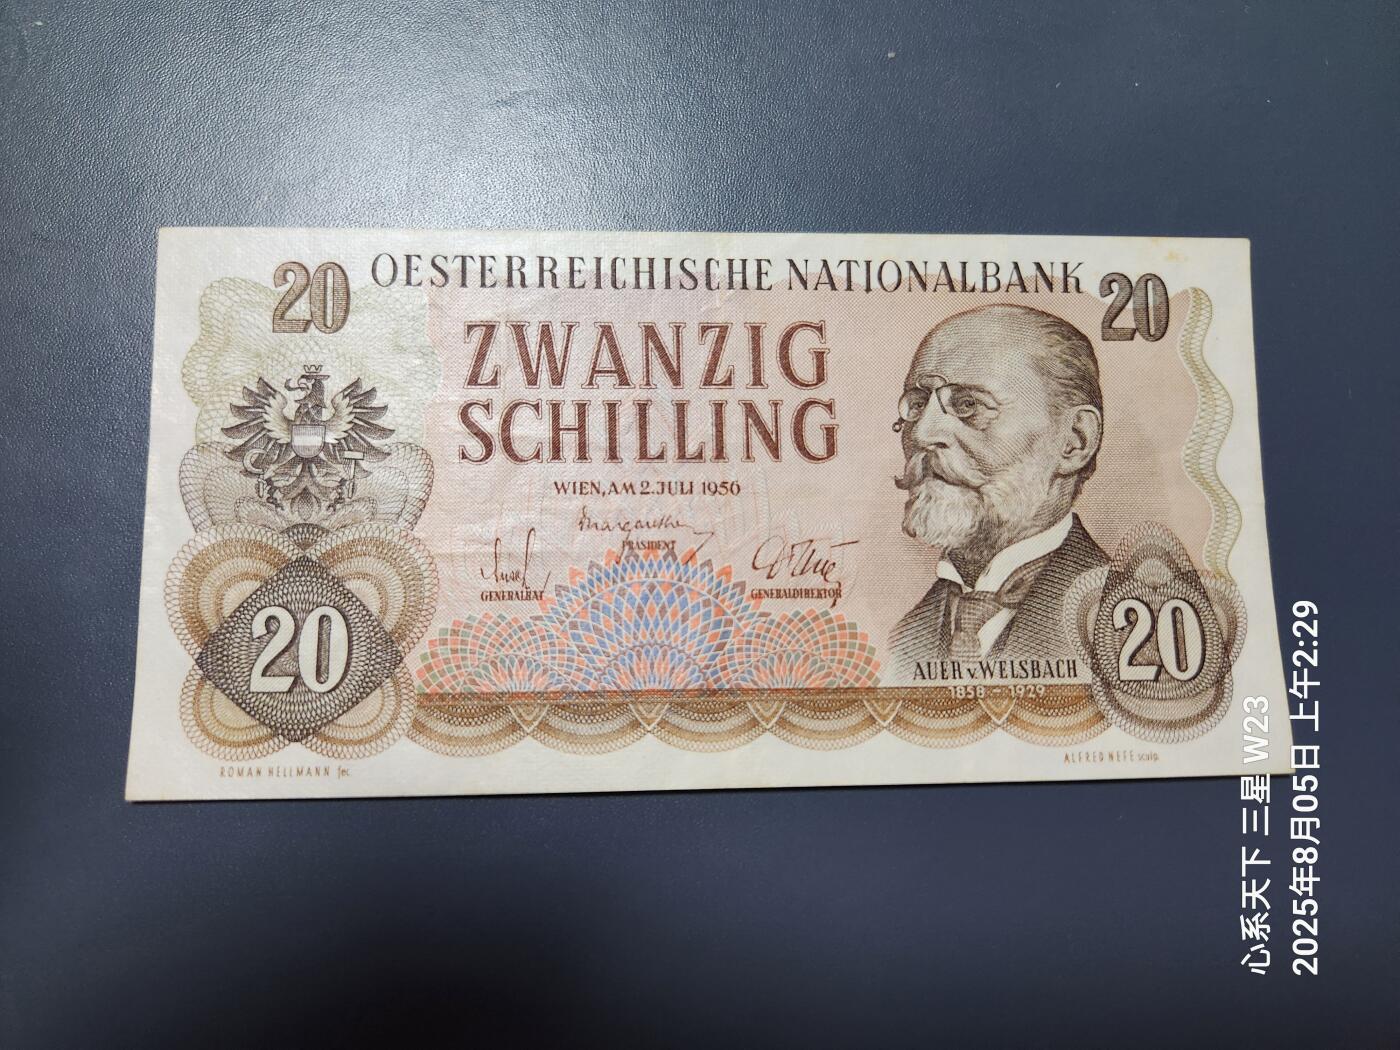 20 OESTERREICHISCHE NATIONALBANK 20
ZWANZIG
SCHILLING
WIEN, AM 2. JULI 1956
PRÄSIDENT
GENERALRAT
GENERALDIREKTOR
20
20
AUER v. WELSBACH
1858 - 1929
ROMAN HELLMANN fec.
ALFRED NEFE sculp.
心系天下 三星 W23
2025年8月05日 上午2:29